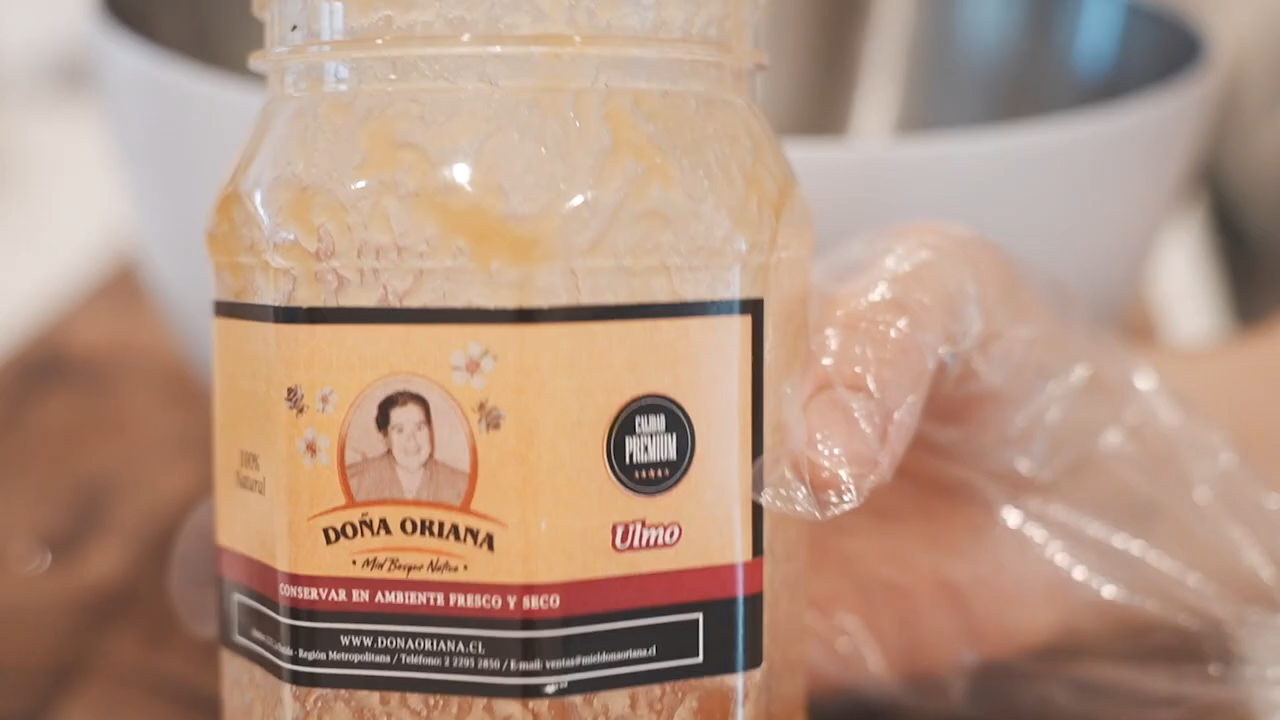 100%
Natural
CALIDAD
PREMIUM
DOÑA ORIANA
Ulmo
• Miel Bosque Nativo •
CONSERVAR EN AMBIENTE FRESCO Y SECO
WWW.DONAORIANA.CL
- Región Metropolitana / Teléfono: 2 2295 2850 / E-mail: ventas@mieldonaoriana.cl